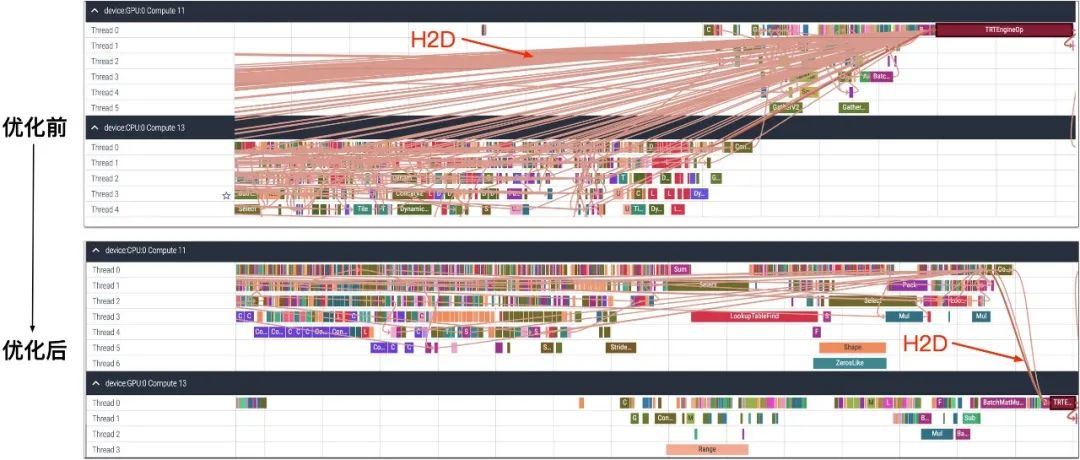 device:GPU:0 Compute 11
Thread 0
C
G
TRTEngineOp
H2D
Thread 1
Thread 2
Thread 3
A
Batc...
Thread 4
Thread 5
GatherV2
Gather...
优化前
device:CPU:0 Compute 13
Thread 0
D
Con...
Thread 1
Thread 2
T
D...
G...
Thread 3
L
U
C
L
L
Dy...
Thread 4
Select
Tile
Dynamic...
S
U
Ti...
Dy...
L...
device:CPU:0 Compute 11
Thread 0
Sum
Co...
Thread 1
Select
Pack
Thread 2
Select
Thread 3
C
C
L
C
LookupTableFind
S
Mul
Mul
Thread 4
Co...
Co...
C
C
C
Co...
Con...
L
S
S
F
Thread 5
Co...
C
C
S...
Stride...
Shape
H2D
Thread 6
ZerosLike
优化后
device:GPU:0 Compute 13
Thread 0
C
M
L
F
BatchMatMu...
TRTE...
Thread 1
G
Con...
M
B...
Sub
Thread 2
Mul
Ba...
Thread 3
Range